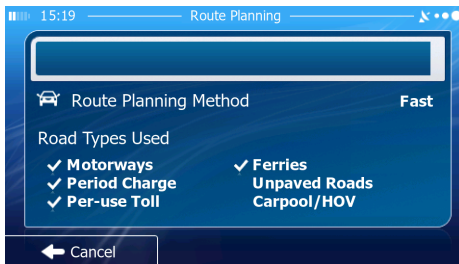 15:19 Route Planning
Route Planning Method Fast
Road Types Used
Motorways Ferries
Period Charge Unpaved Roads
Per-use Toll Carpool/HOV
Cancel